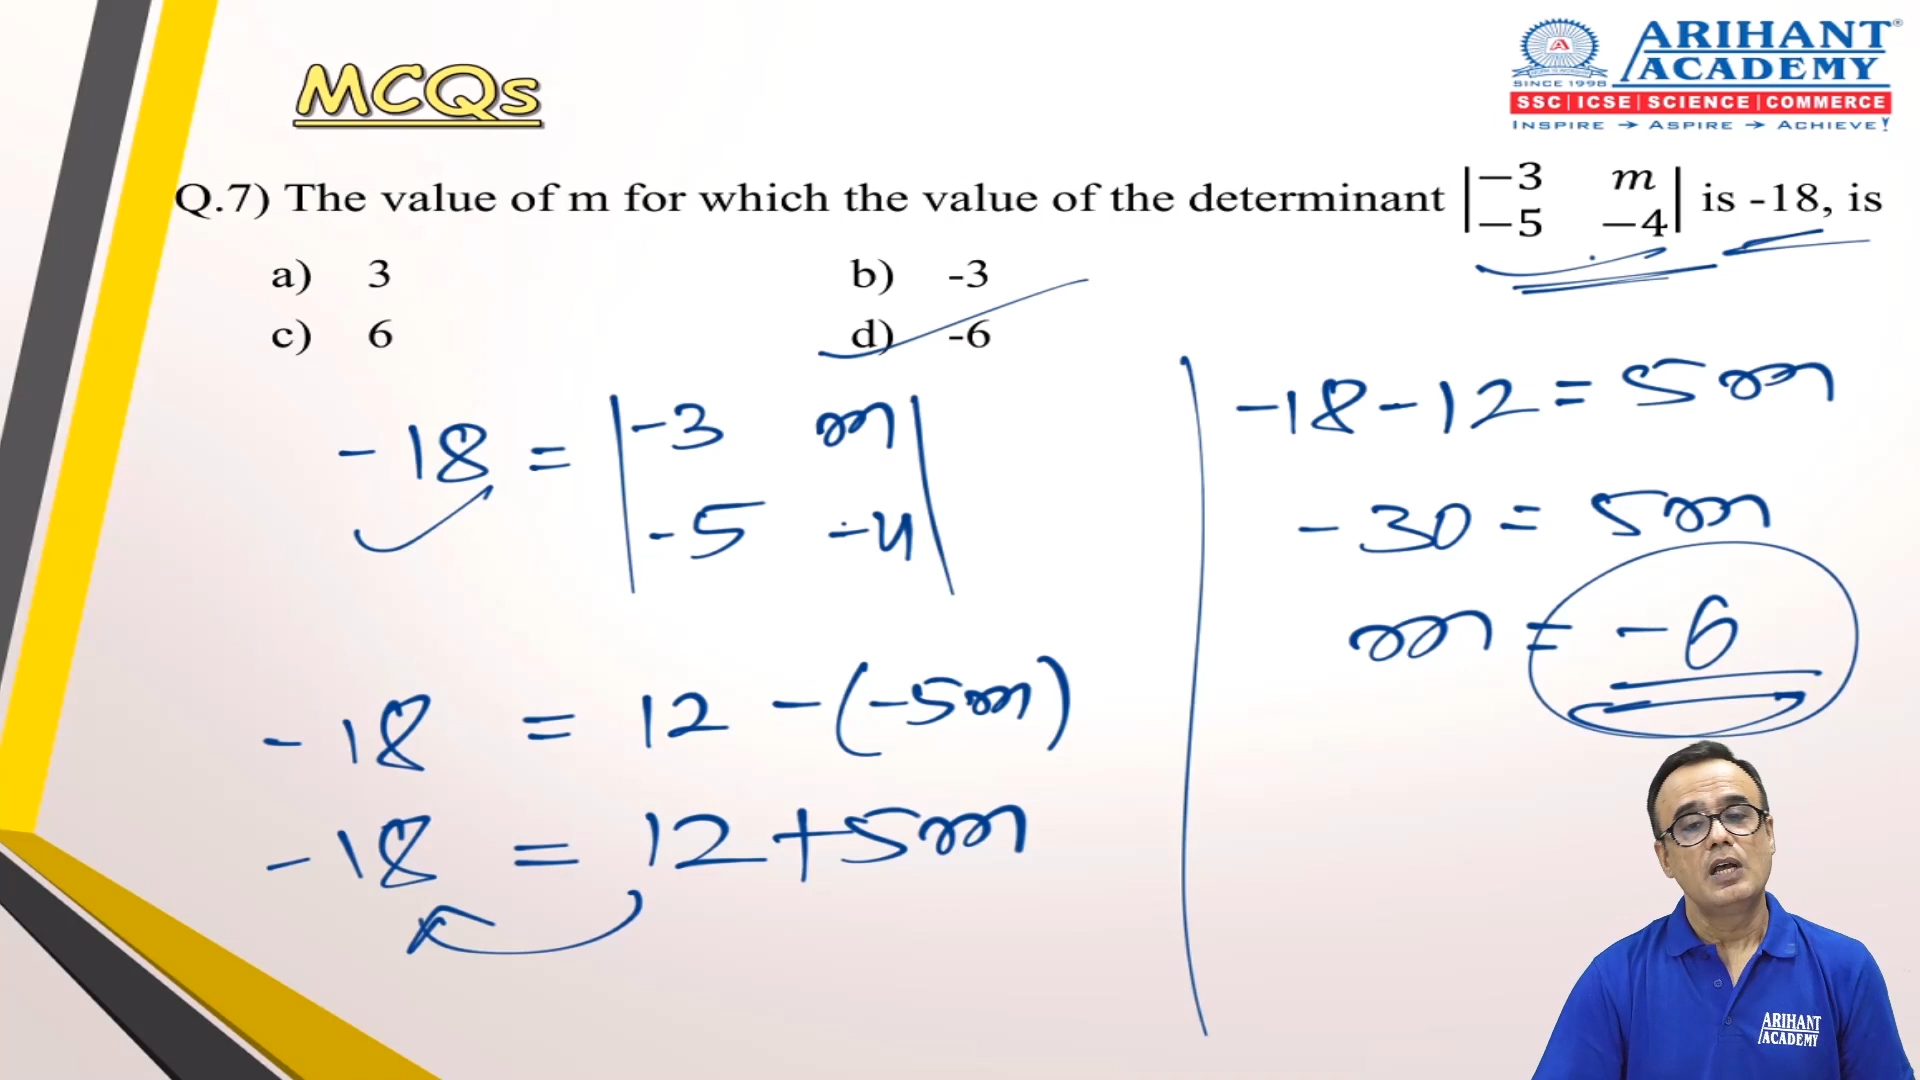 MCQs
ARIHANT
ACADEMY
SINCE 1998
SSC | ICSE | SCIENCE | COMMERCE
INSPIRE → ASPIRE → ACHIEVE!
Q.7) The value of m for which the value of the determinant |−3 m
−5 −4| is -18, is
a) 3 b) -3
c) 6 d) -6
-18 = |-3 m
-5 -4|
-18 = 12 -(-5m)
-18 = 12+5m
-18-12 = 5m
-30 = 5m
m = -6
ARIHANT
ACADEMY